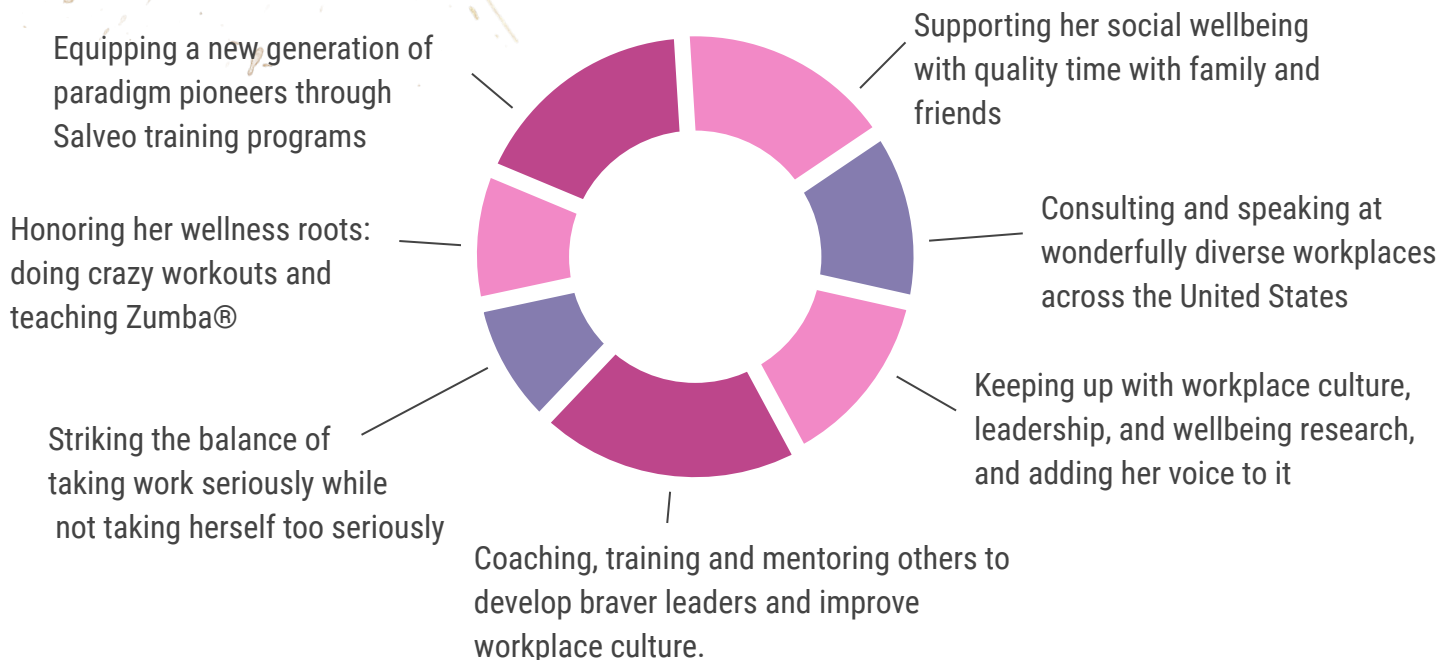 Equipping a new generation of
paradigm pioneers through
Salveo training programs
Supporting her social wellbeing
with quality time with family and
friends
Honoring her wellness roots:
doing crazy workouts and
teaching Zumba®
Consulting and speaking at
wonderfully diverse workplaces
across the United States
Keeping up with workplace culture,
leadership, and wellbeing research,
and adding her voice to it
Striking the balance of
taking work seriously while
not taking herself too seriously
Coaching, training and mentoring others to
develop braver leaders and improve
workplace culture.